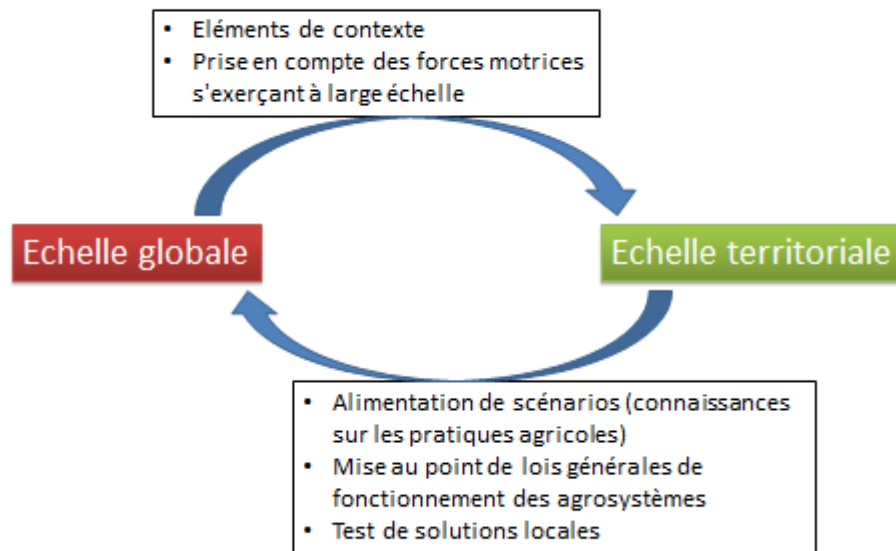 • Eléments de contexte
• Prise en compte des forces motrices
s'exerçant à large échelle
Echelle globale
Echelle territoriale
• Alimentation de scénarios (connaissances
sur les pratiques agricoles)
• Mise au point de lois générales de
fonctionnement des agrosystèmes
• Test de solutions locales